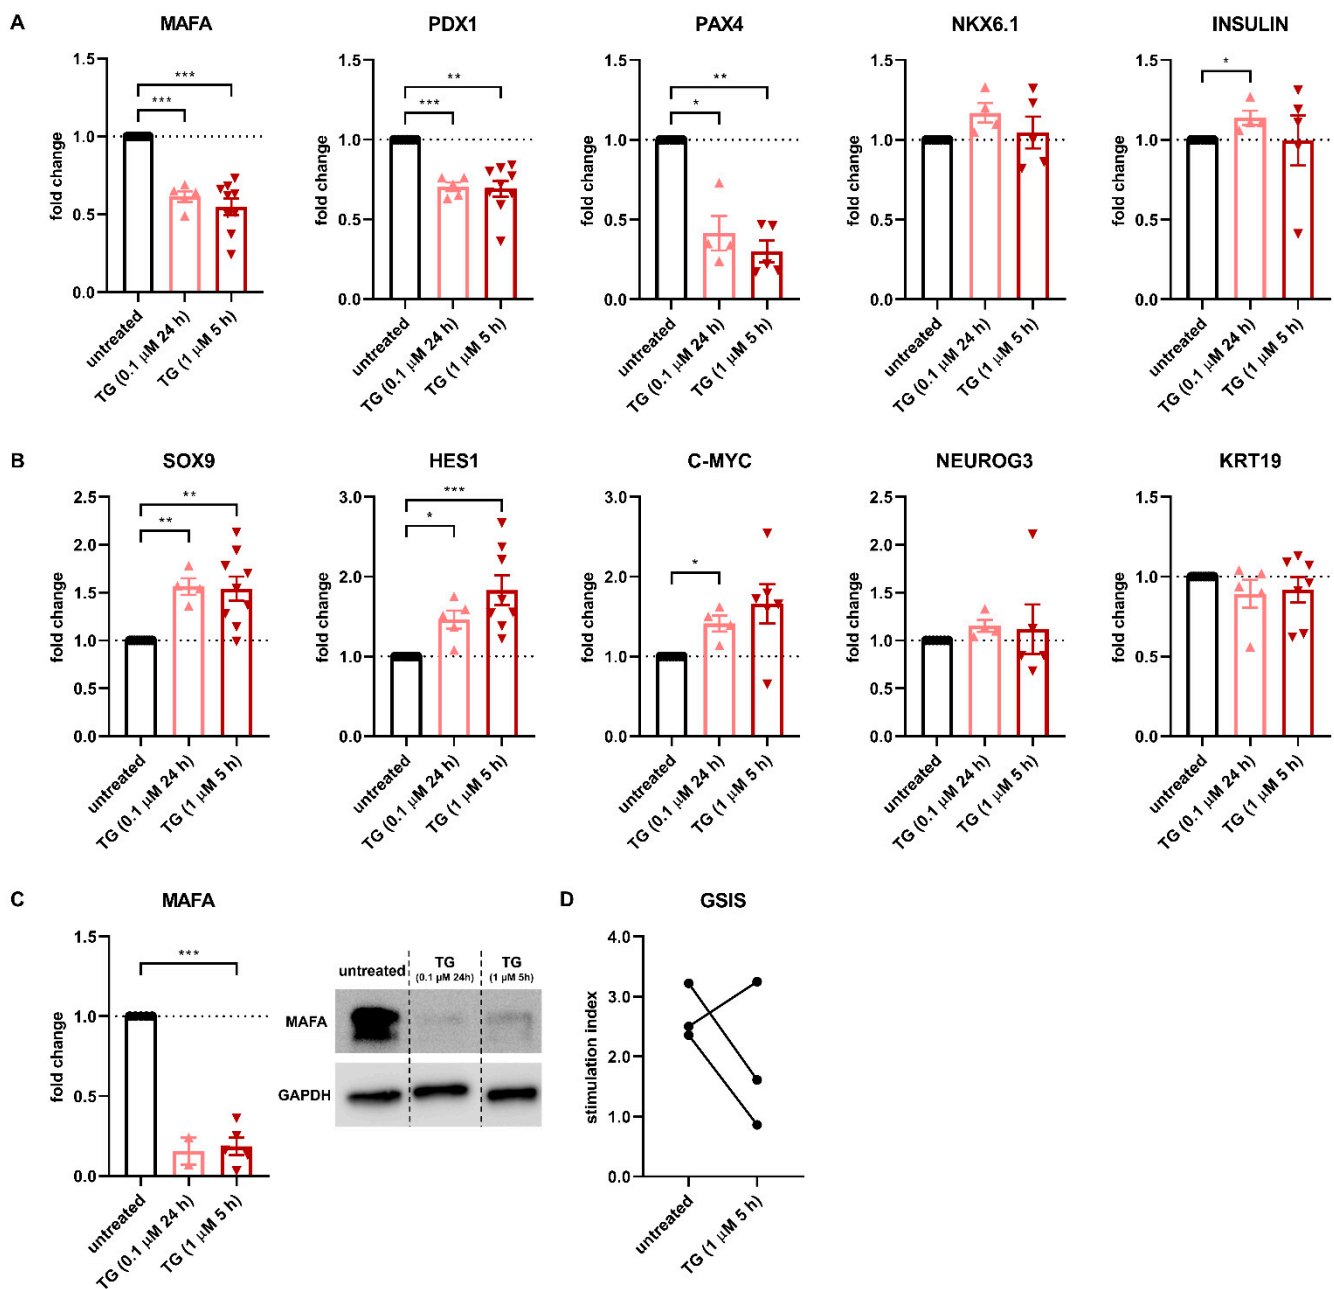 A
MAFA
PDX1
PAX4
NKX6.1
INSULIN
fold change
1.5
1.0
0.5
0.0
***
***
untreated
TG (0.1 µM 24 h)
TG (1 µM 5 h)
fold change
1.5
1.0
0.5
0.0
**
***
untreated
TG (0.1 µM 24 h)
TG (1 µM 5 h)
fold change
1.5
1.0
0.5
0.0
**
*
untreated
TG (0.1 µM 24 h)
TG (1 µM 5 h)
fold change
1.5
1.0
0.5
0.0
untreated
TG (0.1 µM 24 h)
TG (1 µM 5 h)
fold change
1.5
1.0
0.5
0.0
*
untreated
TG (0.1 µM 24 h)
TG (1 µM 5 h)
B
SOX9
HES1
C-MYC
NEUROG3
KRT19
fold change
2.5
2.0
1.5
1.0
0.5
0.0
**
**
untreated
TG (0.1 µM 24 h)
TG (1 µM 5 h)
fold change
3.0
2.0
1.0
0.0
***
*
untreated
TG (0.1 µM 24 h)
TG (1 µM 5 h)
fold change
3.0
2.0
1.0
0.0
*
untreated
TG (0.1 µM 24 h)
TG (1 µM 5 h)
fold change
2.5
2.0
1.5
1.0
0.5
0.0
untreated
TG (0.1 µM 24 h)
TG (1 µM 5 h)
fold change
1.5
1.0
0.5
0.0
untreated
TG (0.1 µM 24 h)
TG (1 µM 5 h)
C
MAFA
fold change
1.5
1.0
0.5
0.0
***
untreated
TG (0.1 µM 24 h)
TG (1 µM 5 h)
untreated
TG
(0.1 µM 24h)
TG
(1 µM 5h)
MAFA
GAPDH
D
GSIS
stimulation index
4.0
3.0
2.0
1.0
0.0
untreated
TG (1 µM 5 h)